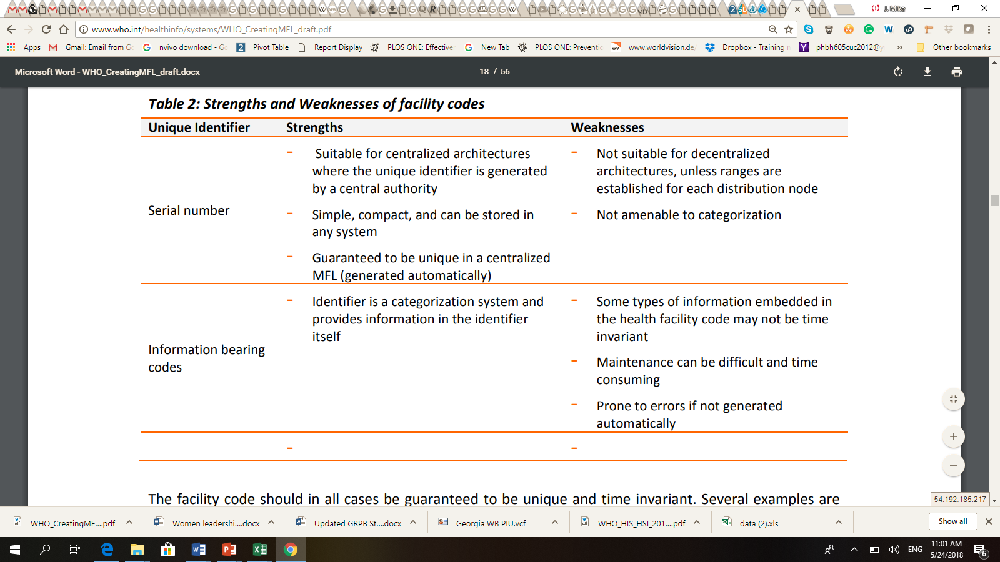 J. Mike
www.who.int/healthinfo/systems/WHO_CreatingMFL_draft.pdf
Apps
Gmail: Email from Go
nvivo download - Go
Pivot Table
Report Display
PLOS ONE: Effective
New Tab
PLOS ONE: Preventic
www.worldvision.de
Dropbox - Training n
phbh605cuc2012@y
»
Other bookmarks
Microsoft Word - WHO_CreatingMFL_draft.docx
18 / 56
Table 2: Strengths and Weaknesses of facility codes
Unique Identifier Strengths Weaknesses
Serial number
- Suitable for centralized architectures
where the unique identifier is generated
by a central authority
- Simple, compact, and can be stored in
any system
- Guaranteed to be unique in a centralized
MFL (generated automatically)
- Not suitable for decentralized
architectures, unless ranges are
established for each distribution node
- Not amenable to categorization
Information bearing
codes
- Identifier is a categorization system and
provides information in the identifier
itself
- Some types of information embedded in
the health facility code may not be time
invariant
- Maintenance can be difficult and time
consuming
- Prone to errors if not generated
automatically
- -
The facility code should in all cases be guaranteed to be unique and time invariant. Several examples are
54.192.185.217
WHO_CreatingMF....pdf
Women leadershi....docx
Updated GRPB St....docx
Georgia WB PIU.vcf
WHO_HIS_HSI_201....pdf
data (2).xls
Show all
ENG
11:01 AM
5/24/2018
6